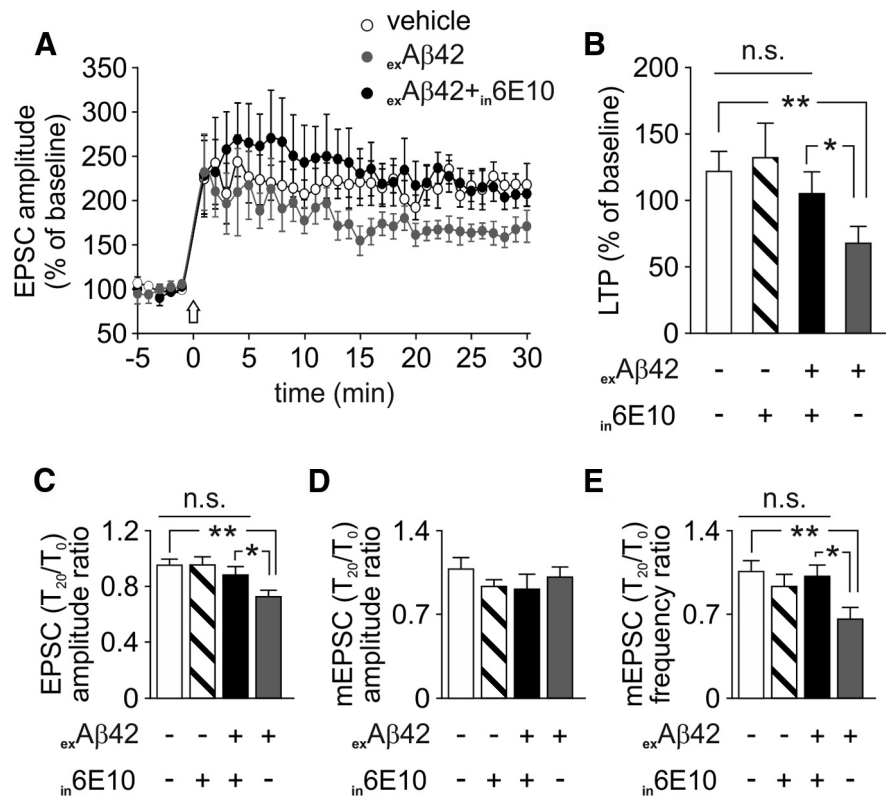 A
vehicle
exAβ42
exAβ42+in6E10
EPSC amplitude
(% of baseline)
350
300
250
200
150
100
50
-5 0 5 10 15 20 25 30
time (min)
B
n.s.
**
*
LTP (% of baseline)
200
150
100
50
0
exAβ42 - - + +
in6E10 - + + -
C
n.s.
**
*
EPSC (T20/T0)
amplitude ratio
1.2
0.8
0.4
0
exAβ42 - - + +
in6E10 - + + -
D
mEPSC (T20/T0)
amplitude ratio
1.4
0.7
0
exAβ42 - - + +
in6E10 - + + -
E
n.s.
**
*
mEPSC (T20/T0)
frequency ratio
1.4
0.7
0
exAβ42 - - + +
in6E10 - + + -